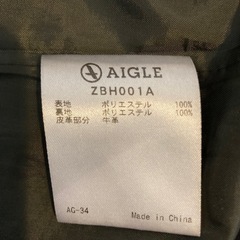 AIGLE
ZBH001A
表地 ポリエステル 100%
裏地 ポリエステル 100%
皮革部分 牛革
AG-34
Made in China